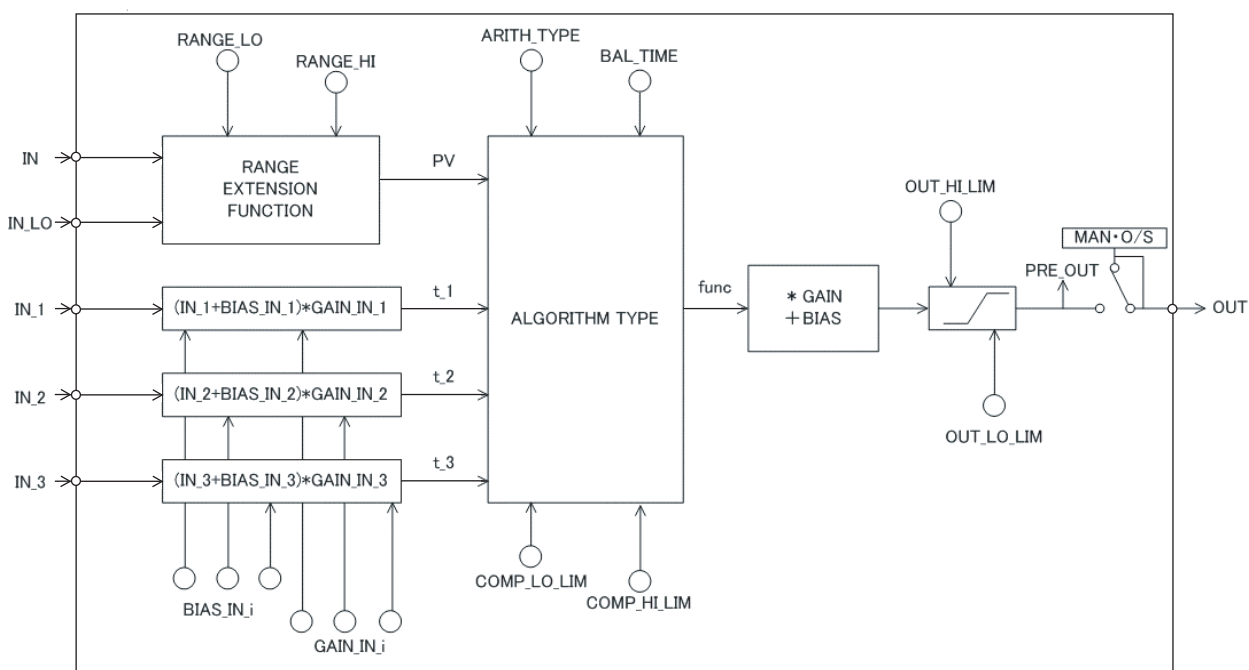 RANGE_LO
RANGE_HI
ARITH_TYPE
BAL_TIME
IN
IN_LO
RANGE
EXTENSION
FUNCTION
PV
OUT_HI_LIM
MAN・O/S
PRE_OUT
IN_1
(IN_1+BIAS_IN_1)*GAIN_IN_1
t_1
ALGORITHM TYPE
func
* GAIN
+BIAS
OUT
IN_2
(IN_2+BIAS_IN_2)*GAIN_IN_2
t_2
OUT_LO_LIM
IN_3
(IN_3+BIAS_IN_3)*GAIN_IN_3
t_3
BIAS_IN_i
GAIN_IN_i
COMP_LO_LIM
COMP_HI_LIM